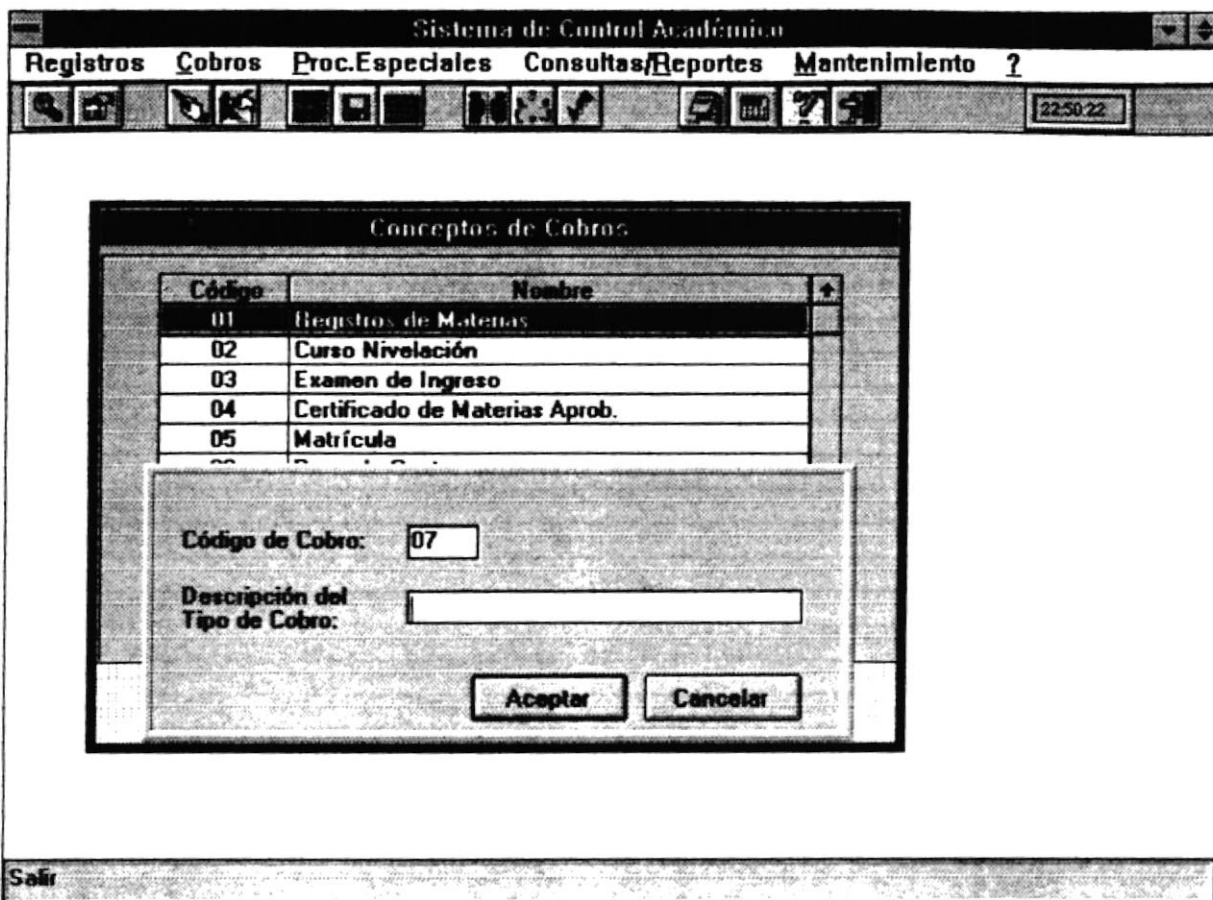 Sistema de Control Académico
Registros Cobros Proc.Especiales Consultas/Reportes Mantenimiento ?
22:50:22
Conceptos de Cobros
Código Nombre
01 Registros de Materias
02 Curso Nivelación
03 Examen de Ingreso
04 Certificado de Materias Aprob.
05 Matrícula
Código de Cobro: 07
Descripción del
Tipo de Cobro:
Aceptar Cancelar
Salir